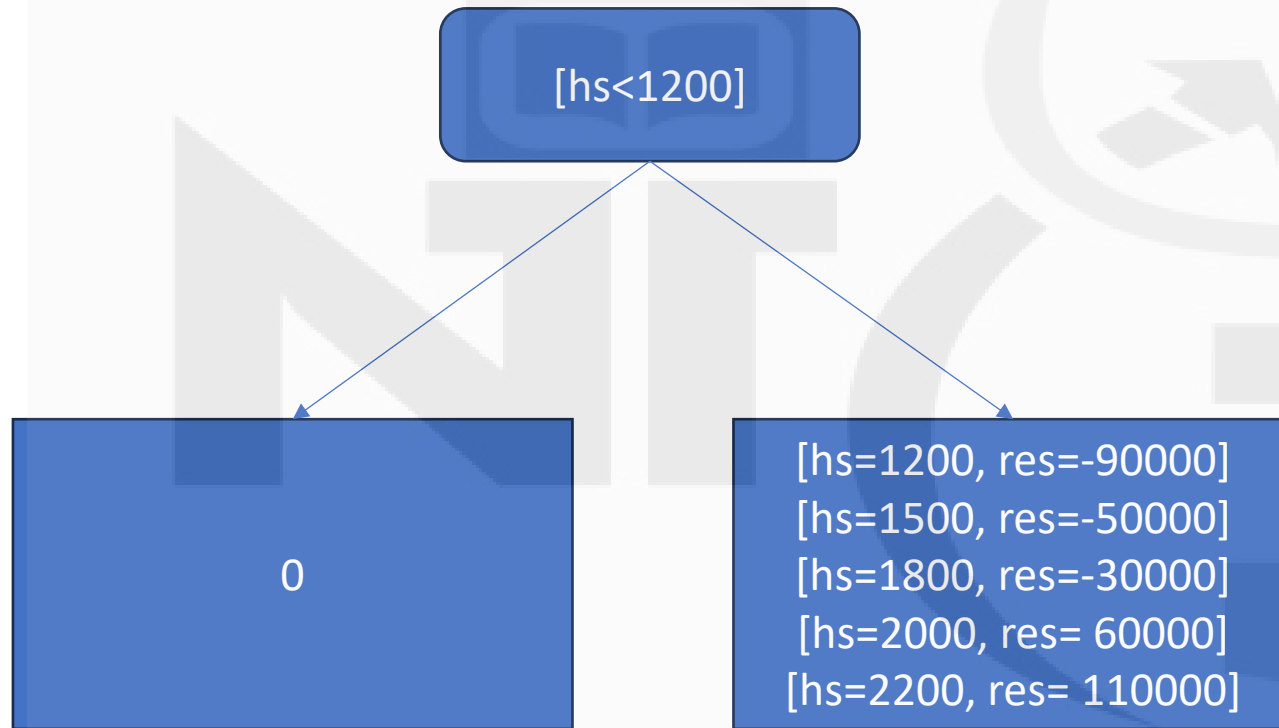 [hs<1200]
0
[hs=1200, res=-90000]
[hs=1500, res=-50000]
[hs=1800, res=-30000]
[hs=2000, res= 60000]
[hs=2200, res= 110000]